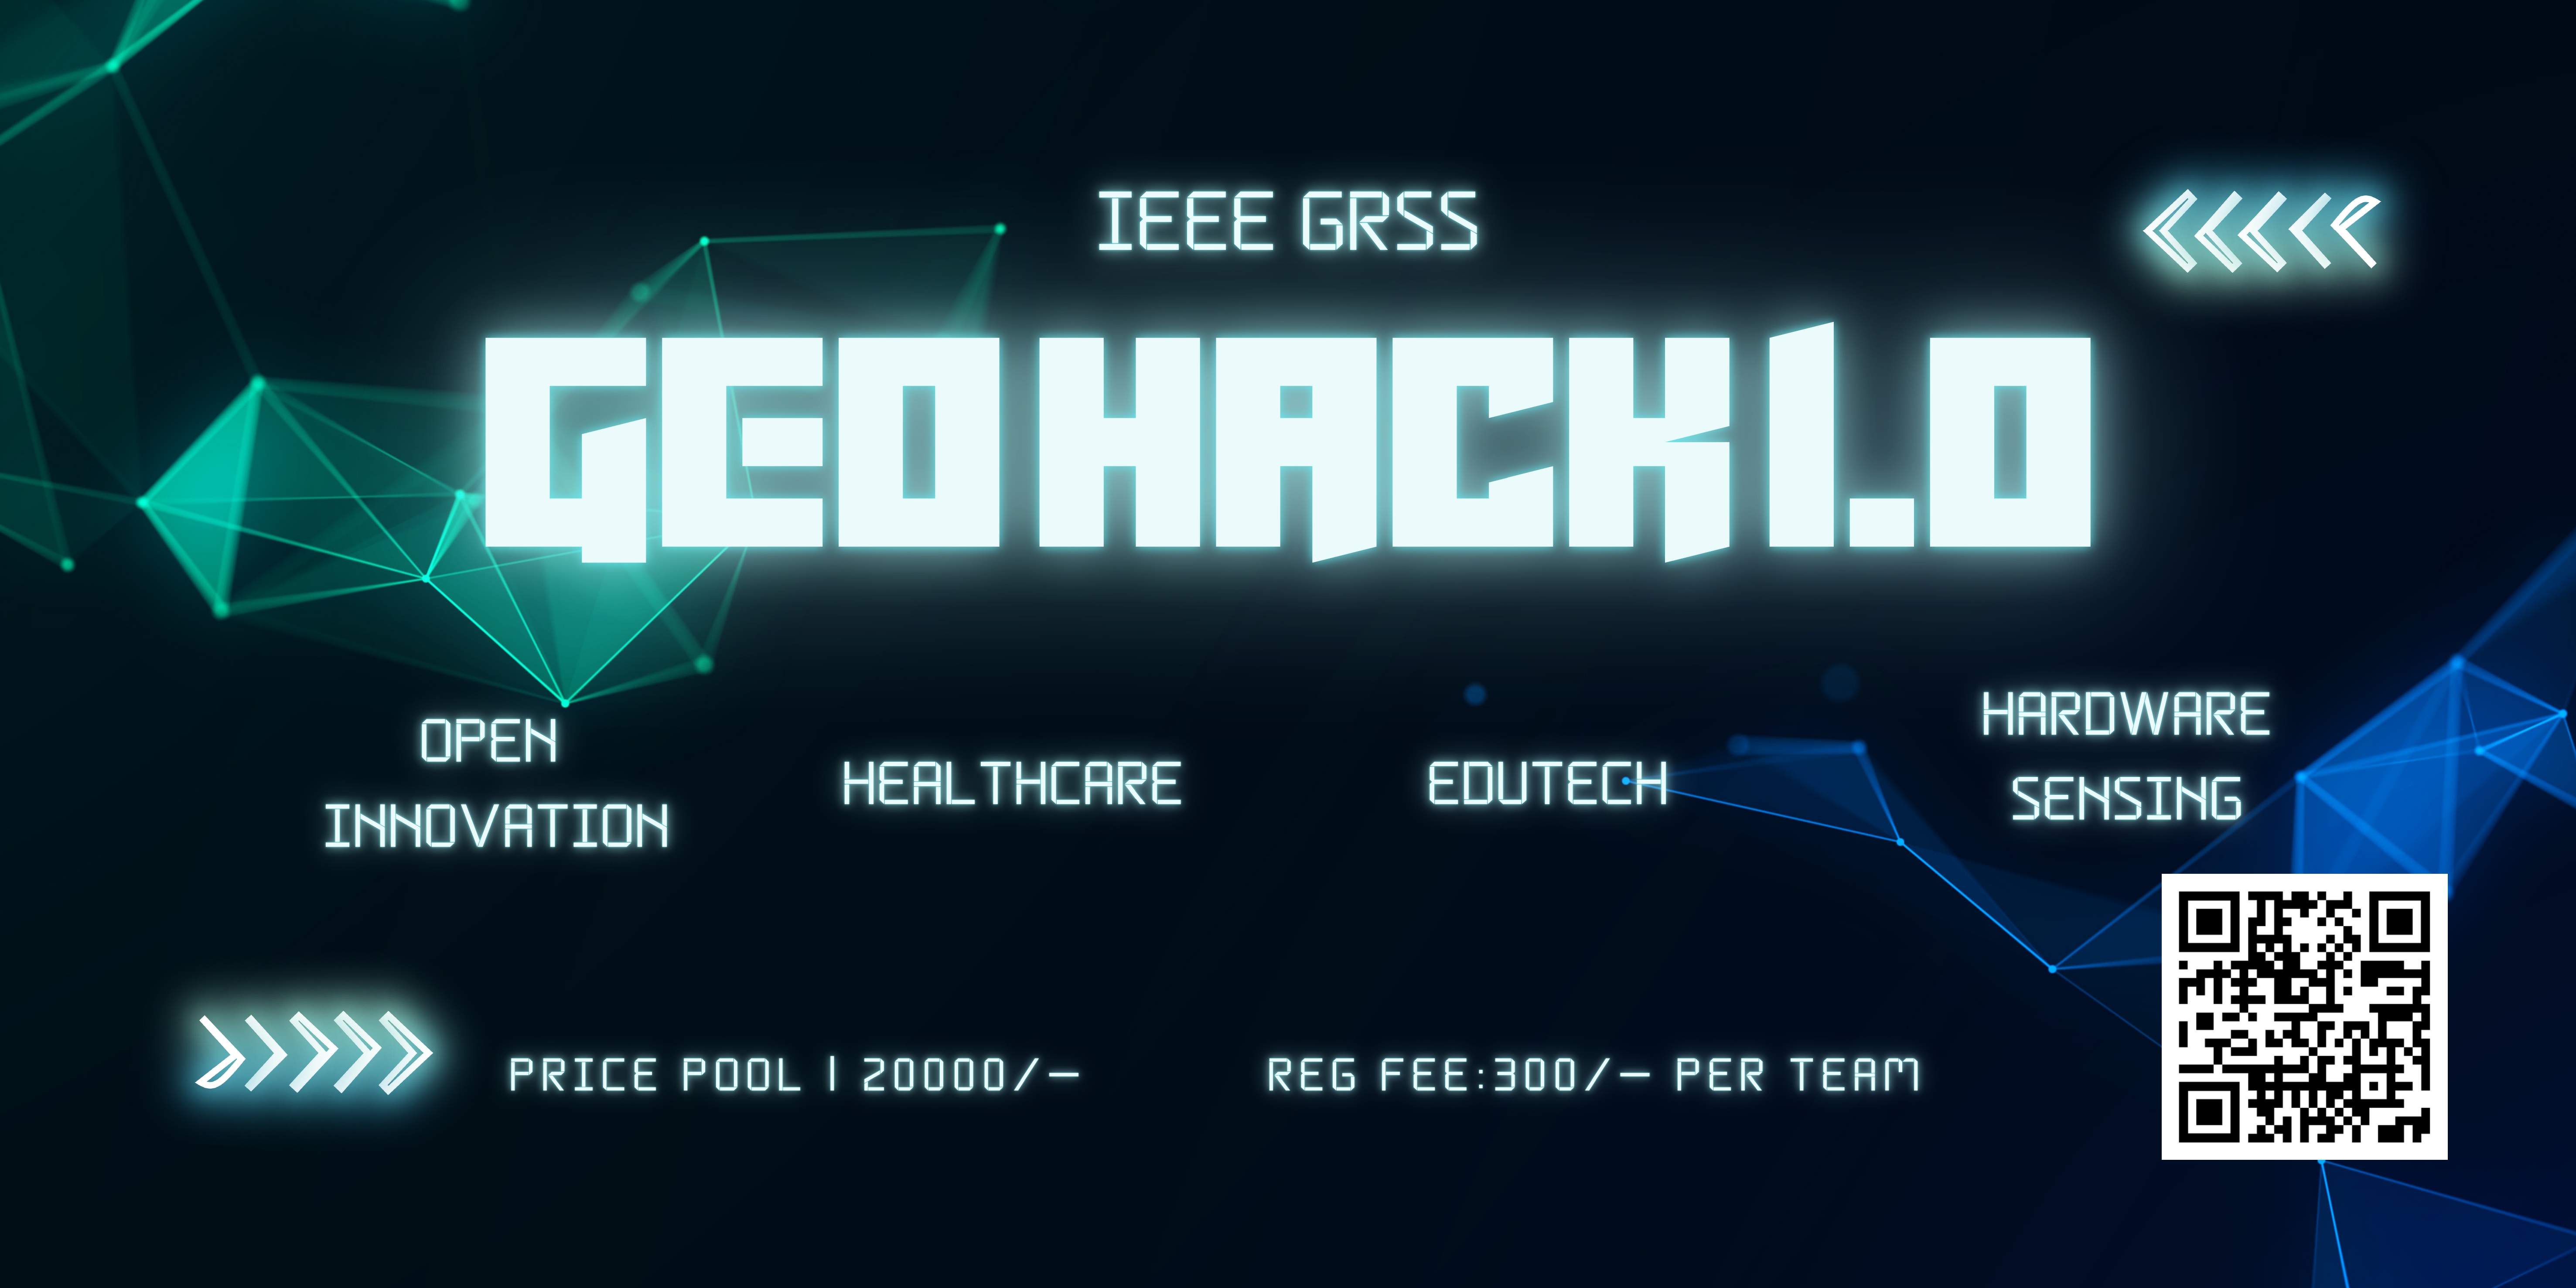 IEEE GRSS
GEO HACK 1.0
OPEN
INNOVATION
HEALTHCARE
EDUTECH
HARDWARE
SENSING
PRICE POOL | 20000/-
REG FEE:300/- PER TEAM